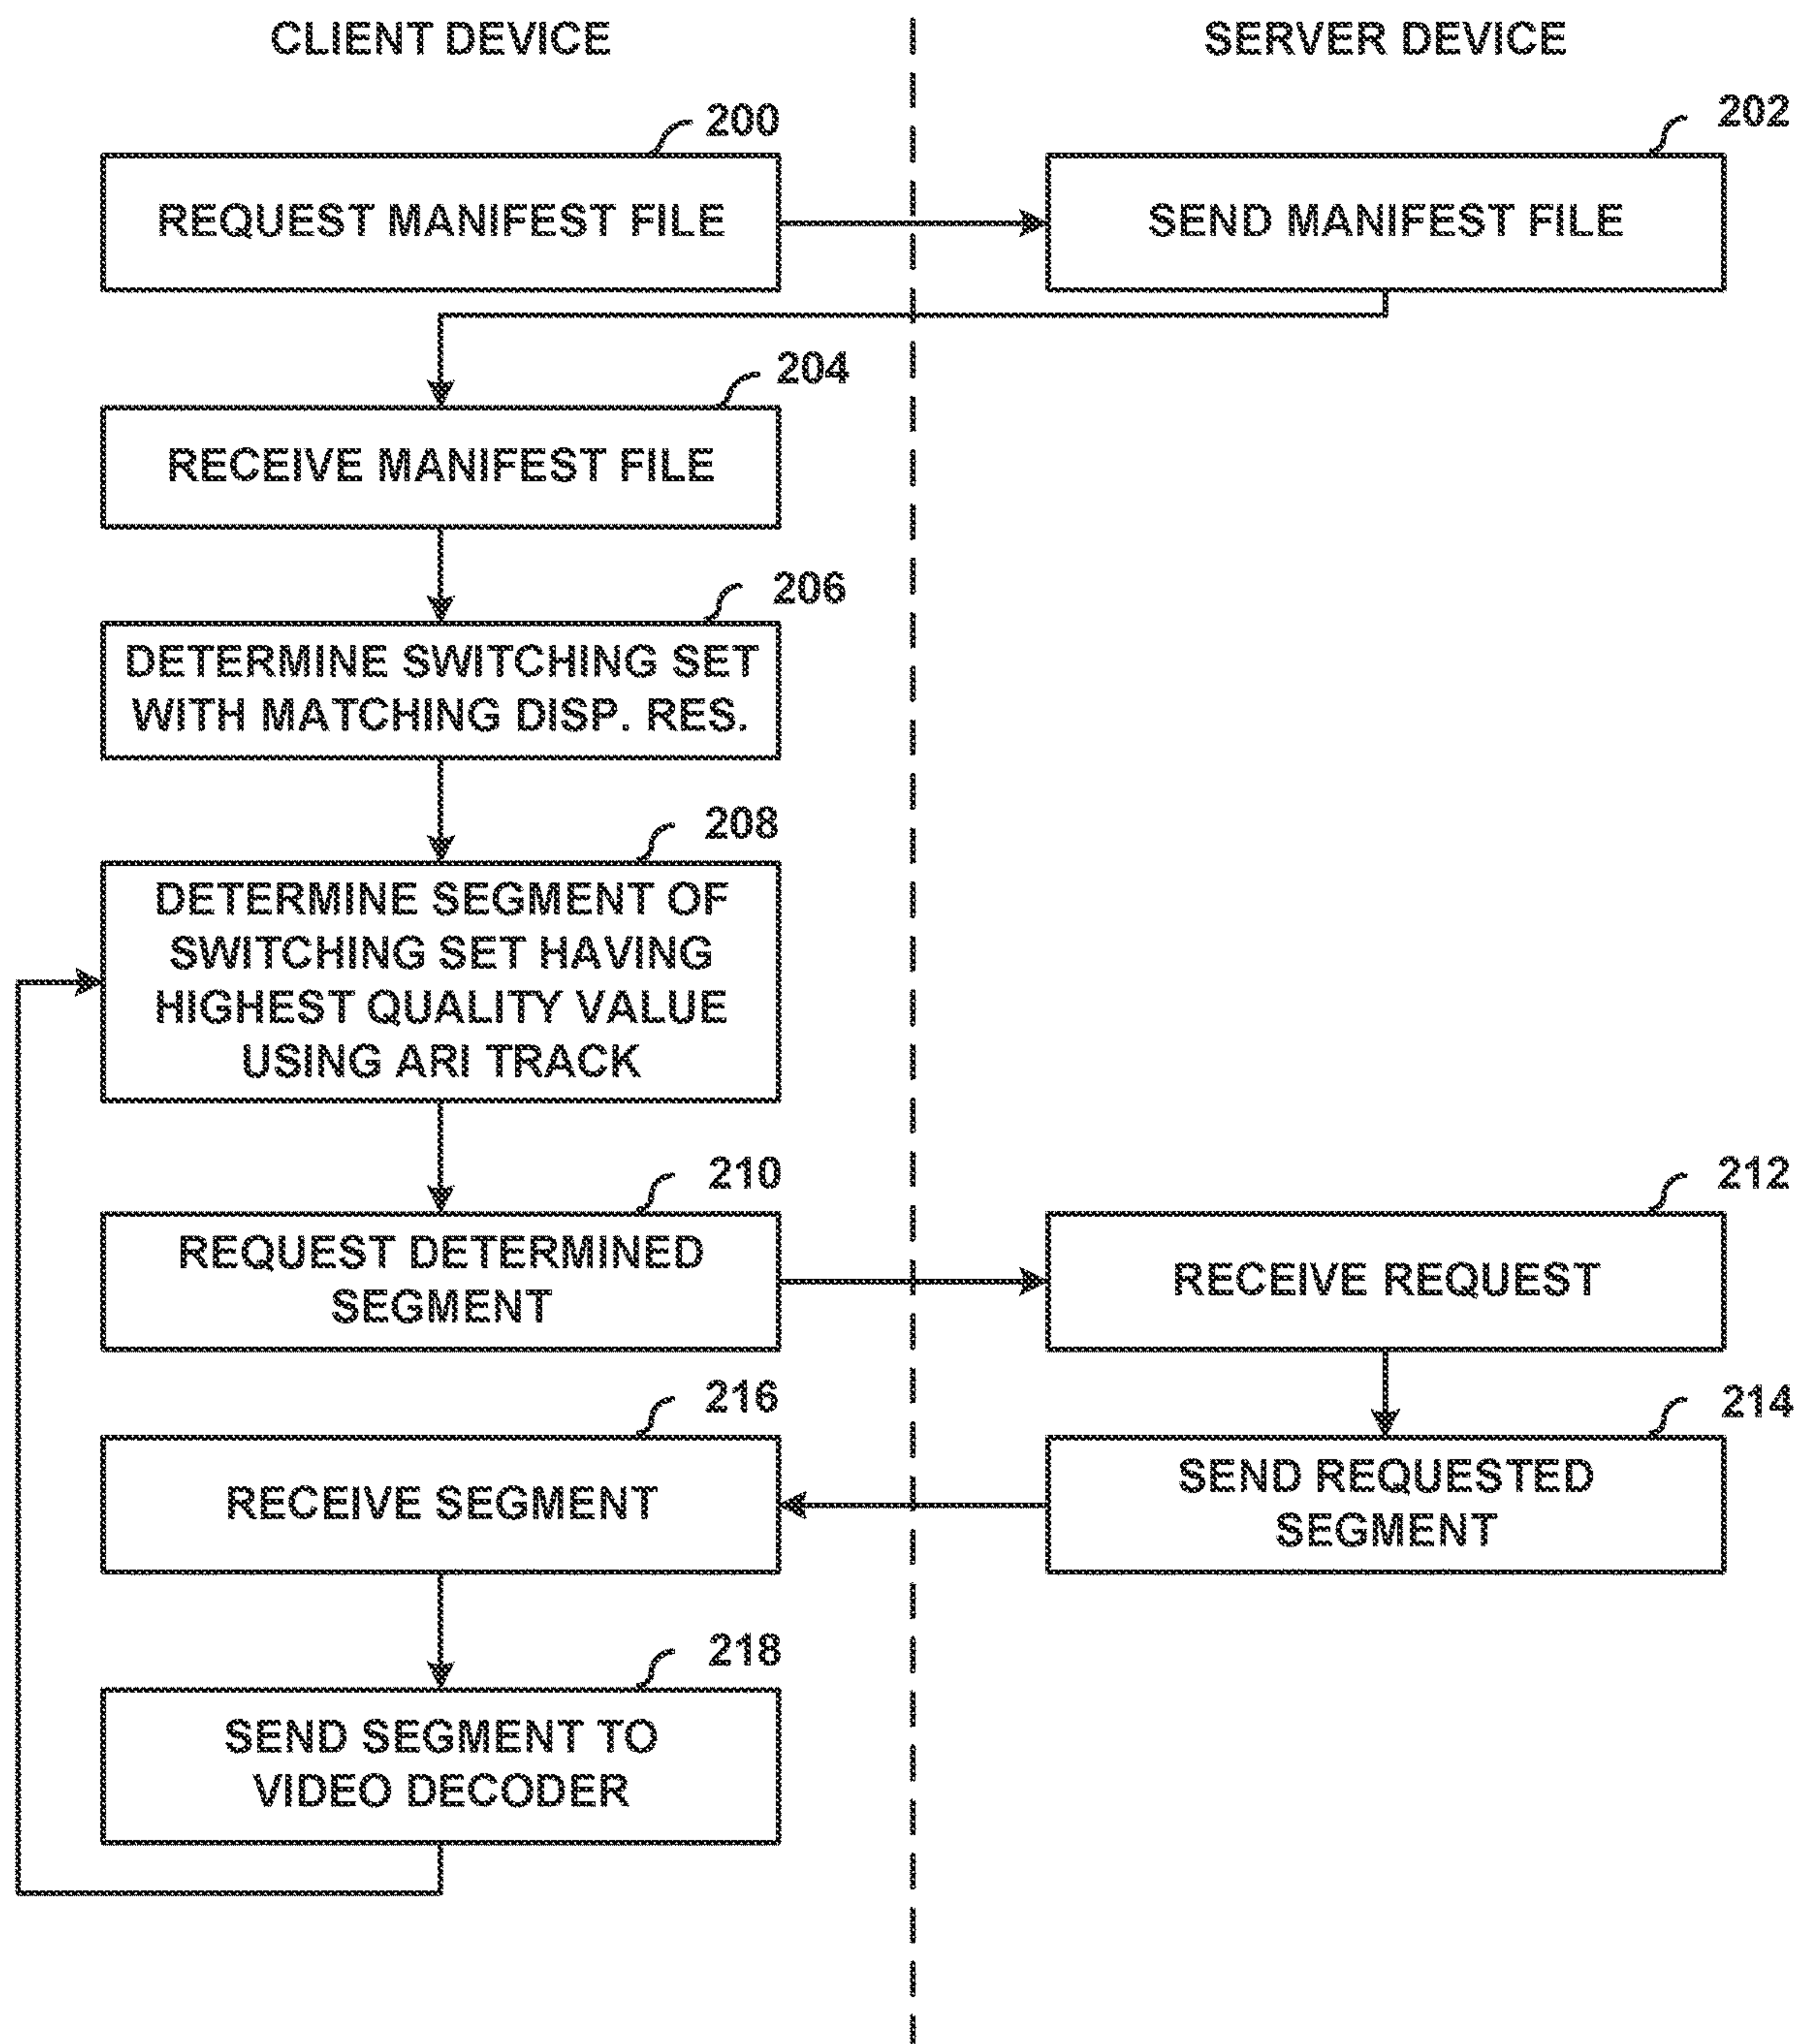 CLIENT DEVICE
SERVER DEVICE
200
REQUEST MANIFEST FILE
202
SEND MANIFEST FILE
204
RECEIVE MANIFEST FILE
206
DETERMINE SWITCHING SET
WITH MATCHING DISP. RES.
208
DETERMINE SEGMENT OF
SWITCHING SET HAVING
HIGHEST QUALITY VALUE
USING ARI TRACK
210
REQUEST DETERMINED
SEGMENT
212
RECEIVE REQUEST
214
SEND REQUESTED
SEGMENT
216
RECEIVE SEGMENT
218
SEND SEGMENT TO
VIDEO DECODER